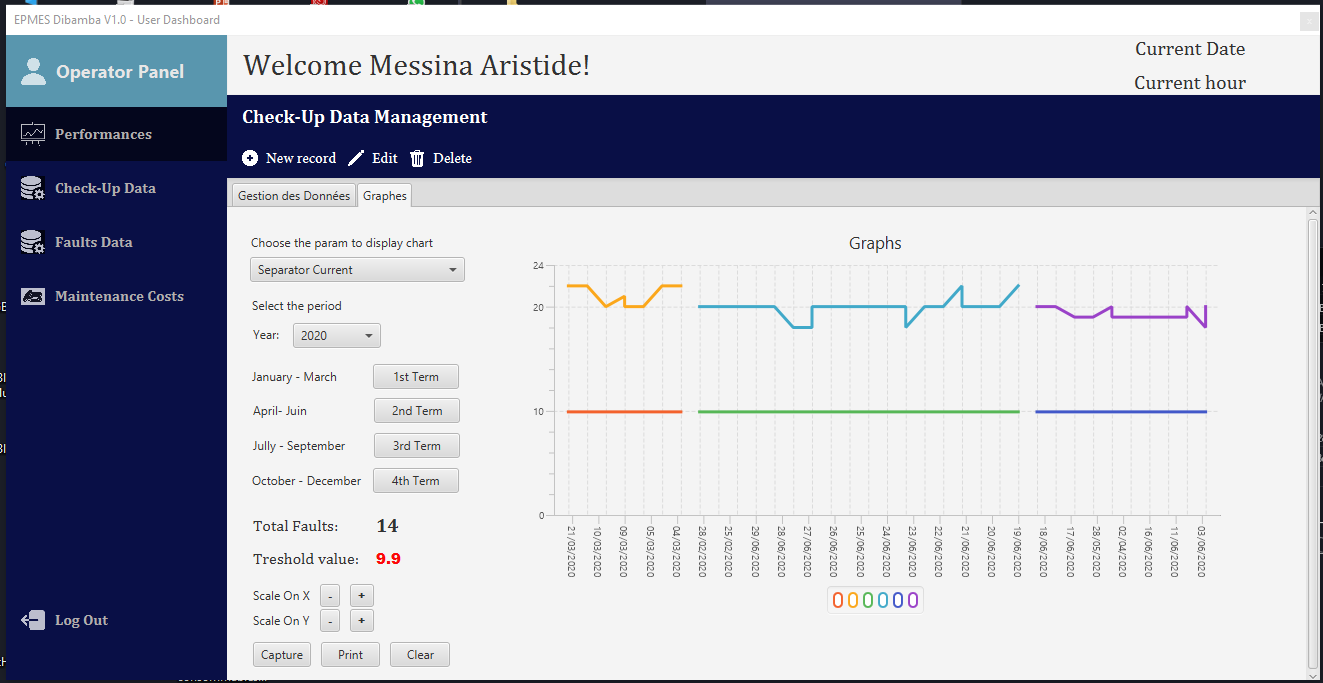 EPMES Dibamba V1.0 - User Dashboard
Operator Panel
Performances
Check-Up Data
Faults Data
Maintenance Costs
Log Out
Welcome Messina Aristide!
Current Date
Current hour
Check-Up Data Management
New record Edit Delete
Gestion des Données Graphes
Choose the param to display chart
Separator Current
Select the period
Year: 2020
January - March 1st Term
April- Juin 2nd Term
Jully - September 3rd Term
October - December 4th Term
Total Faults: 14
Treshold value: 9.9
Scale On X - +
Scale On Y - +
Capture Print Clear
Graphs
24
20
10
0
21/03/2020
10/03/2020
09/03/2020
05/03/2020
04/03/2020
28/02/2020
25/02/2020
29/06/2020
28/06/2020
27/06/2020
26/06/2020
25/06/2020
24/06/2020
23/06/2020
22/06/2020
21/06/2020
20/06/2020
19/06/2020
18/06/2020
17/06/2020
28/05/2020
02/04/2020
16/06/2020
11/06/2020
03/06/2020